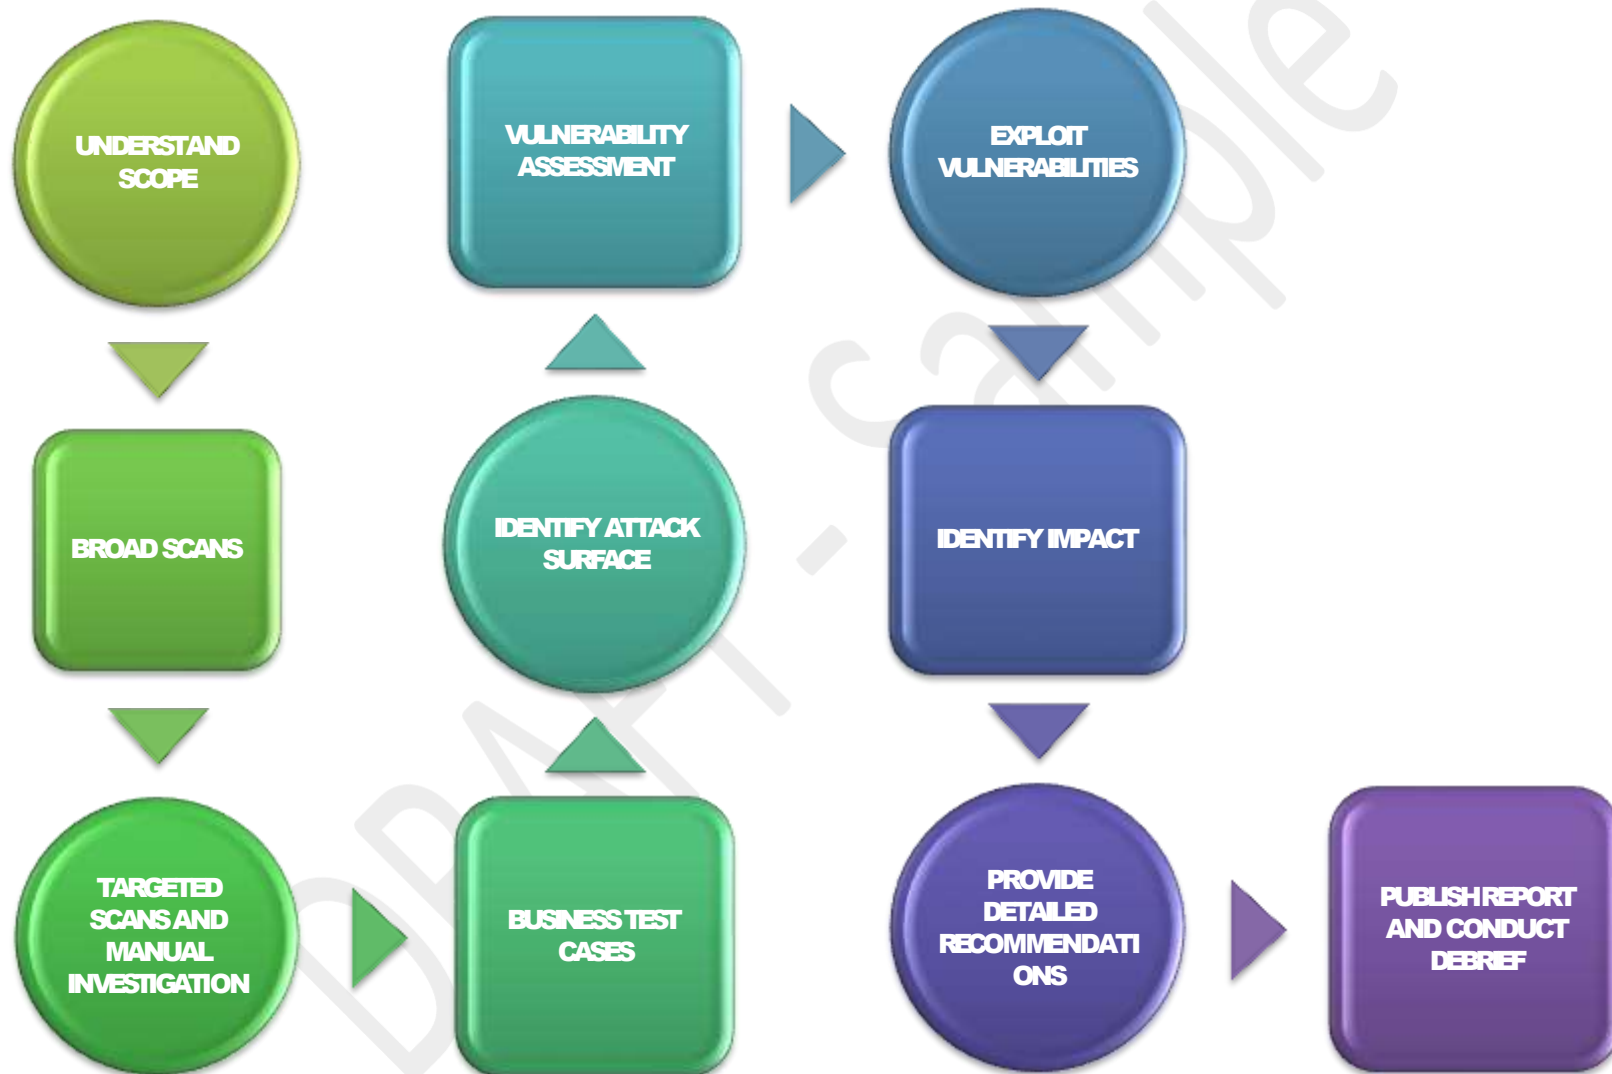 UNDERSTAND
SCOPE
BROAD SCANS
TARGETED
SCANS AND
MANUAL
INVESTIGATION
BUSINESS TEST
CASES
IDENTIFY ATTACK
SURFACE
VULNERABILITY
ASSESSMENT
EXPLOIT
VULNERABILITIES
IDENTIFY IMPACT
PROVIDE
DETAILED
RECOMMENDATI
ONS
PUBLISH REPORT
AND CONDUCT
DEBRIEF
DRAFT - Sample